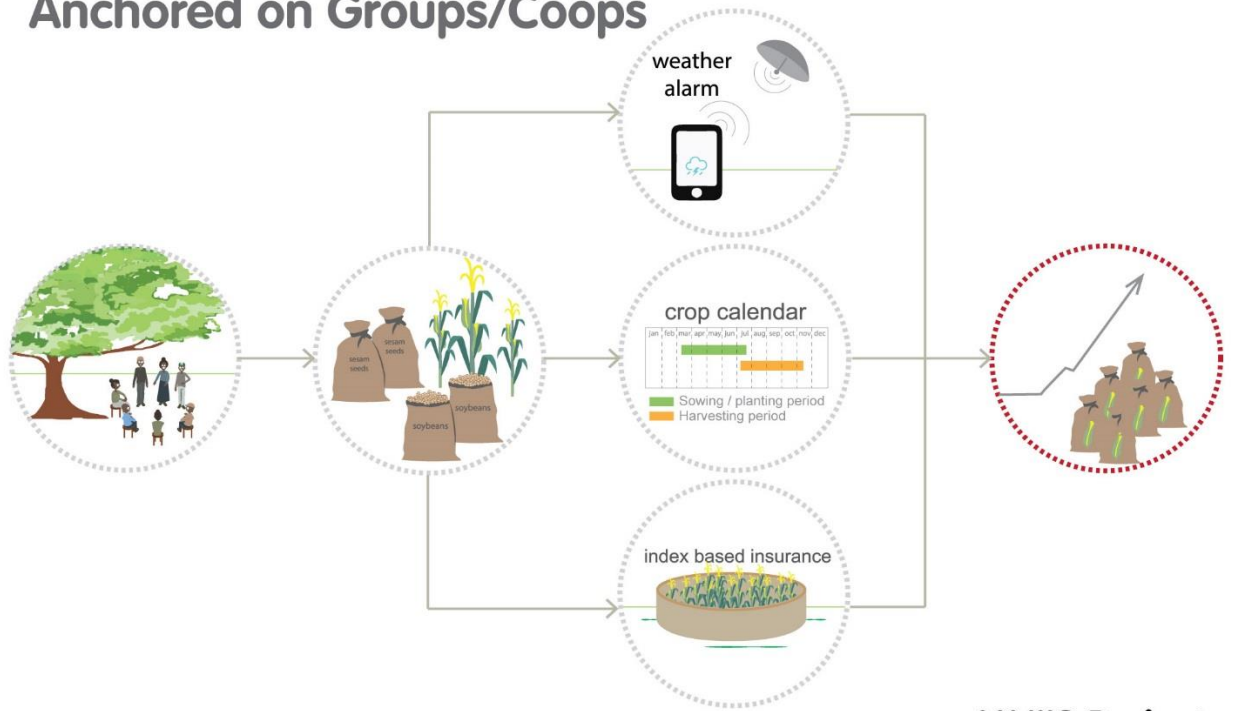 Anchored on Groups/Coops
weather
alarm
sesam
seeds
sesam
seeds
soybeans
soybeans
crop calendar
jan feb mar apr may jun jul aug sep oct nov dec
Sowing / planting period
Harvesting period
index based insurance